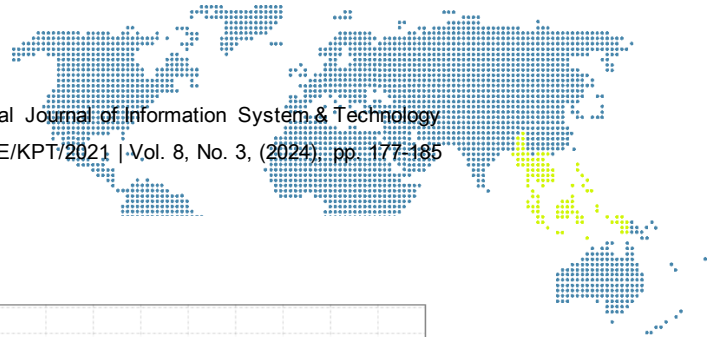 al Journal of Information System & Technology
E/KPT/2021 | Vol. 8, No. 3, (2024), pp. 177-185